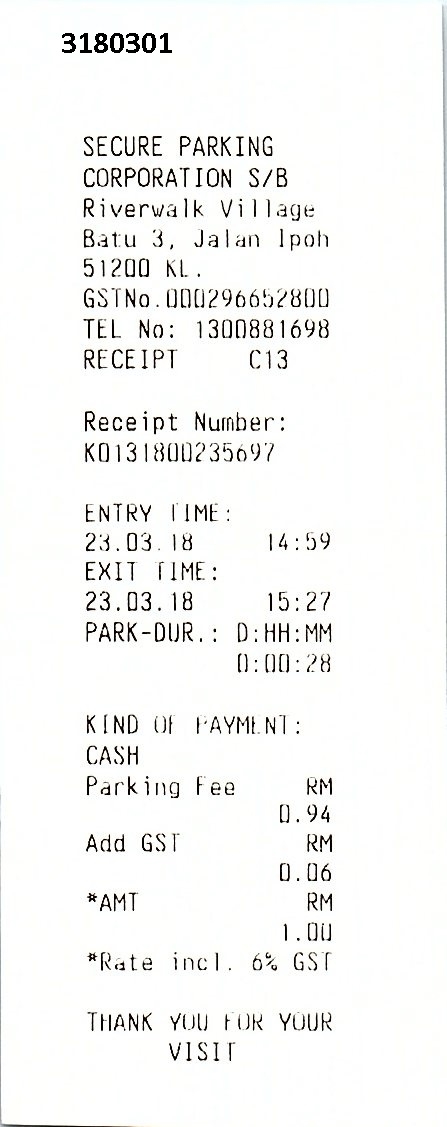 3180301
SECURE PARKING
CORPORATION S/B
Riverwalk Village
Batu 3, Jalan Ipoh
51200 KL.
GSTNo.000296652800
TEL No: 1300881698
RECEIPT C13
Receipt Number:
K0131800235697
ENTRY TIME:
23.03.18 14:59
EXIT TIME:
23.03.18 15:27
PARK-DUR.: D:HH:MM
0:00:28
KIND OF PAYMENT:
CASH
Parking Fee RM
0.94
Add GST RM
0.06
*AMT RM
1.00
*Rate incl. 6% GST
THANK YOU FOR YOUR
VISIT